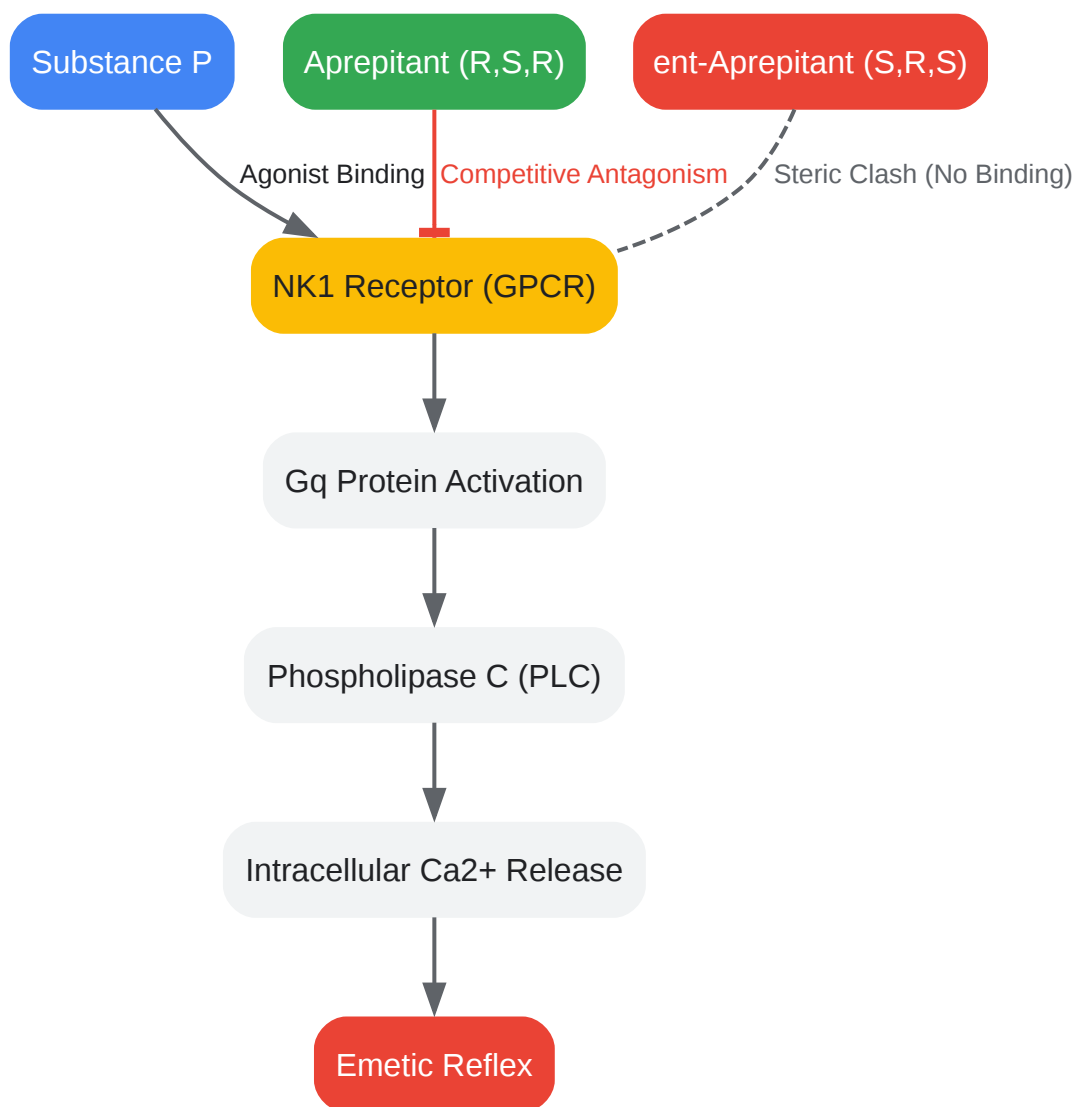 Substance P
Aprepitant (R,S,R)
ent-Aprepitant (S,R,S)
Agonist Binding
Competitive Antagonism
Steric Clash (No Binding)
NK1 Receptor (GPCR)
Gq Protein Activation
Phospholipase C (PLC)
Intracellular Ca2+ Release
Emetic Reflex